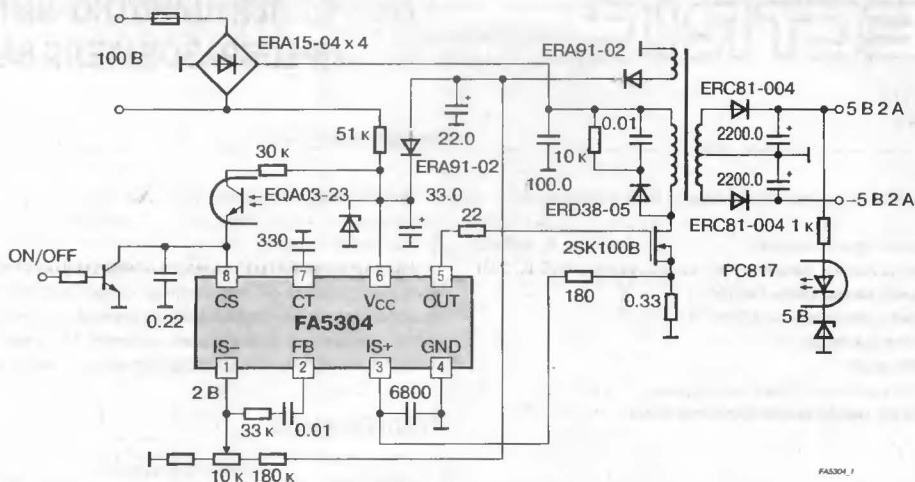 ERA15-04 x 4
100 В
51 к
22.0
ERA91-02
ERA91-02
0.01
10 к
100.0
ERD38-05
ERC81-004
5 В 2 А
2200.0
+
2200.0
+
ERC81-004
–5 В 2 А
1 к
30 к
EQA03-23
33.0
+
+
330
22
2SK100B
180
0.33
PC817
5 В
ON/OFF
0.22
8
7
6
5
CS
CT
VCC
OUT
FA5304
IS–
FB
IS+
GND
1
2
3
4
2 В
33 к
0.01
6800
10 к
180 к
FA5304_1